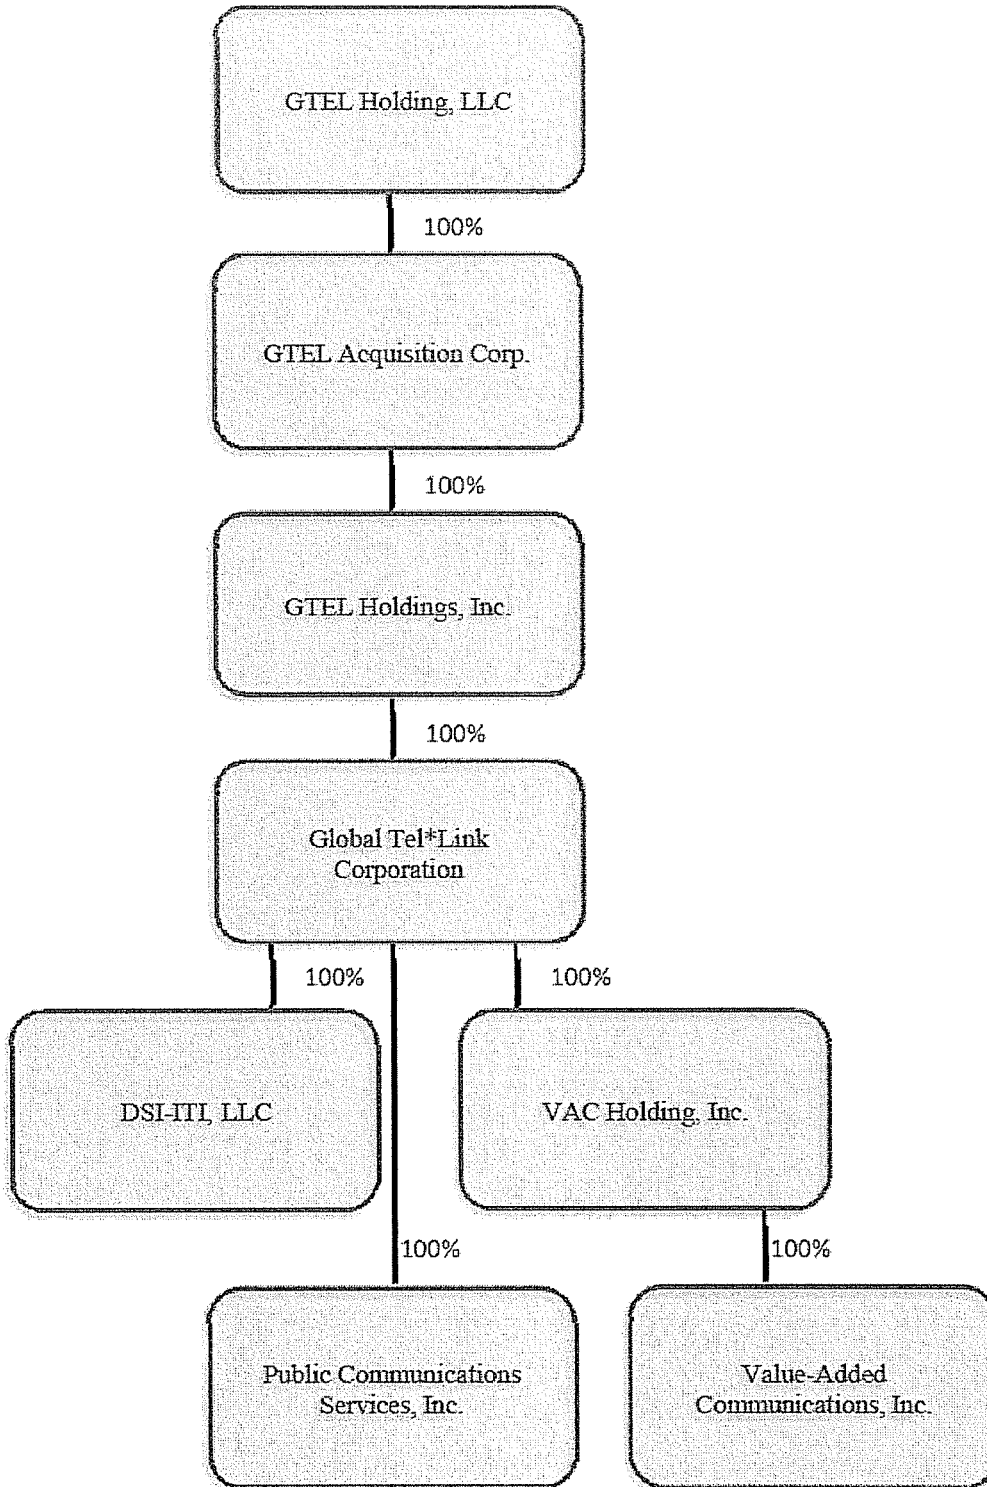 GTEL Holding, LLC
100%
GTEL Acquisition Corp.
100%
GTEL Holdings, Inc.
100%
Global Tel*Link
Corporation
100%
100%
DSI-ITI, LLC
VAC Holding, Inc.
100%
100%
Public Communications
Services, Inc.
Value-Added
Communications, Inc.